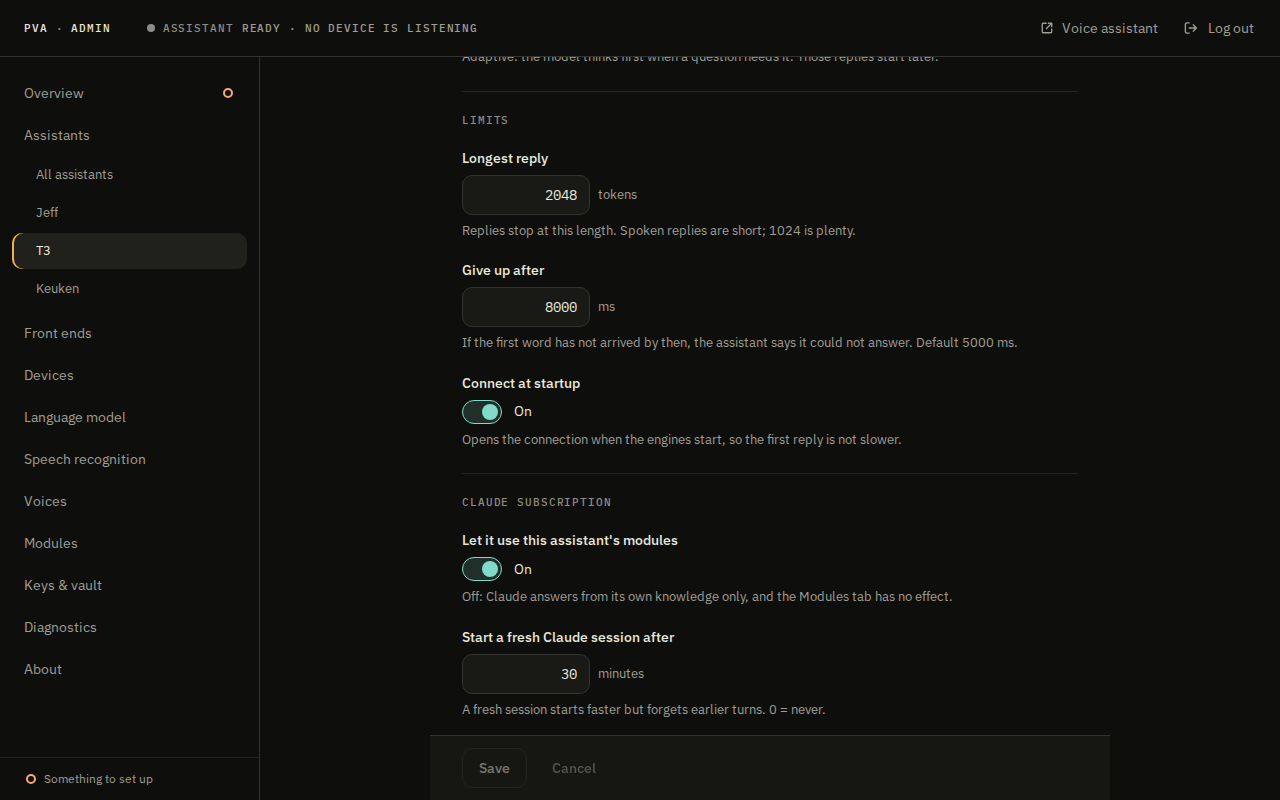 PVA · ADMIN
ASSISTANT READY · NO DEVICE IS LISTENING
Voice assistant
Log out
Overview
Assistants
All assistants
Jeff
T3
Keuken
Front ends
Devices
Language model
Speech recognition
Voices
Modules
Keys & vault
Diagnostics
About
Something to set up
Adaptive: the model thinks first when a question needs it. Those replies start later.
LIMITS
Longest reply
2048 tokens
Replies stop at this length. Spoken replies are short; 1024 is plenty.
Give up after
8000 ms
If the first word has not arrived by then, the assistant says it could not answer. Default 5000 ms.
Connect at startup
On
Opens the connection when the engines start, so the first reply is not slower.
CLAUDE SUBSCRIPTION
Let it use this assistant's modules
On
Off: Claude answers from its own knowledge only, and the Modules tab has no effect.
Start a fresh Claude session after
30 minutes
A fresh session starts faster but forgets earlier turns. 0 = never.
Save
Cancel